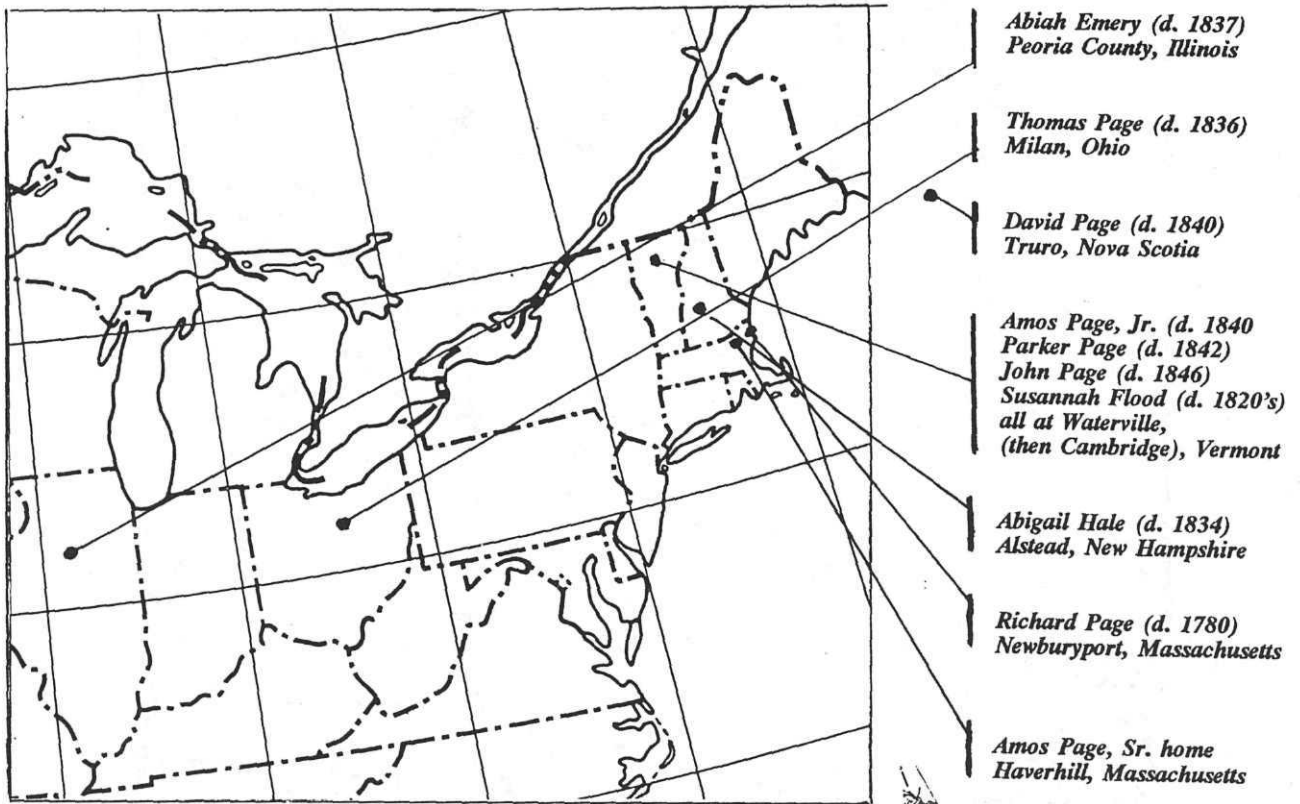 Abiah Emery (d. 1837)
Peoria County, Illinois
Thomas Page (d. 1836)
Milan, Ohio
David Page (d. 1840)
Truro, Nova Scotia
Amos Page, Jr. (d. 1840
Parker Page (d. 1842)
John Page (d. 1846)
Susannah Flood (d. 1820's)
all at Waterville,
(then Cambridge), Vermont
Abigail Hale (d. 1834)
Alstead, New Hampshire
Richard Page (d. 1780)
Newburyport, Massachusetts
Amos Page, Sr. home
Haverhill, Massachusetts